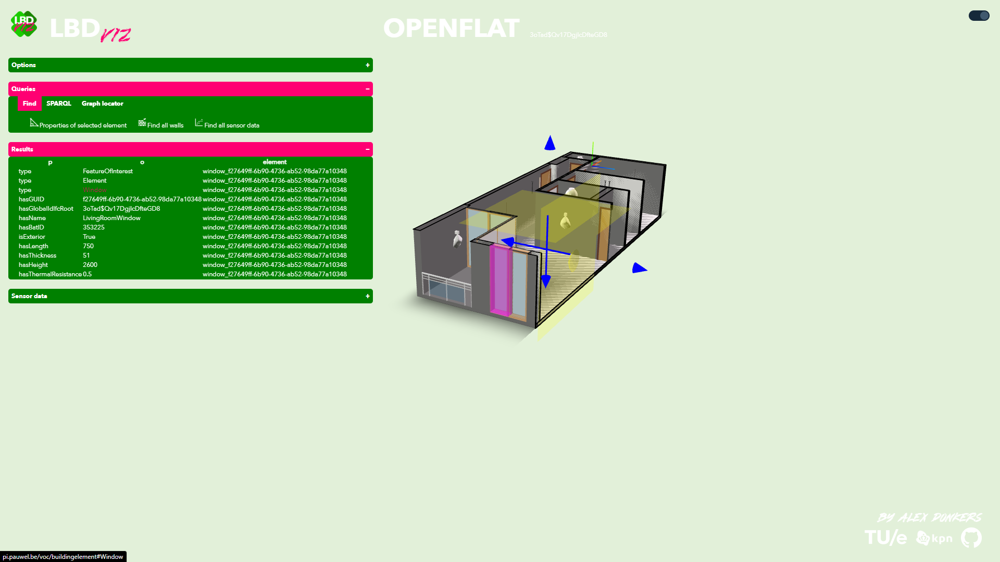 LBD
viz
LBD viz
OPENFLAT 3oTad$Qv17DgjIcDfteGD8
Options +
Queries –
Find SPARQL Graph locator
Properties of selected element Find all walls Find all sensor data
Results –
p o element
type FeatureOfInterest window_f27649ff-6b90-4736-ab52-98da77a10348
type Element window_f27649ff-6b90-4736-ab52-98da77a10348
type Window window_f27649ff-6b90-4736-ab52-98da77a10348
hasGUID f27649ff-6b90-4736-ab52-98da77a10348 window_f27649ff-6b90-4736-ab52-98da77a10348
hasGlobalIdIfcRoot 3oTad$Qv17DgjIcDfteGD8 window_f27649ff-6b90-4736-ab52-98da77a10348
hasName LivingRoomWindow window_f27649ff-6b90-4736-ab52-98da77a10348
hasBatID 353225 window_f27649ff-6b90-4736-ab52-98da77a10348
isExterior True window_f27649ff-6b90-4736-ab52-98da77a10348
hasLength 750 window_f27649ff-6b90-4736-ab52-98da77a10348
hasThickness 51 window_f27649ff-6b90-4736-ab52-98da77a10348
hasHeight 2600 window_f27649ff-6b90-4736-ab52-98da77a10348
hasThermalResistance 0.5 window_f27649ff-6b90-4736-ab52-98da77a10348
Sensor data +
BY ALEX DONKERS
TU/e kpn
pi.pauwel.be/voc/buildingelement#Window